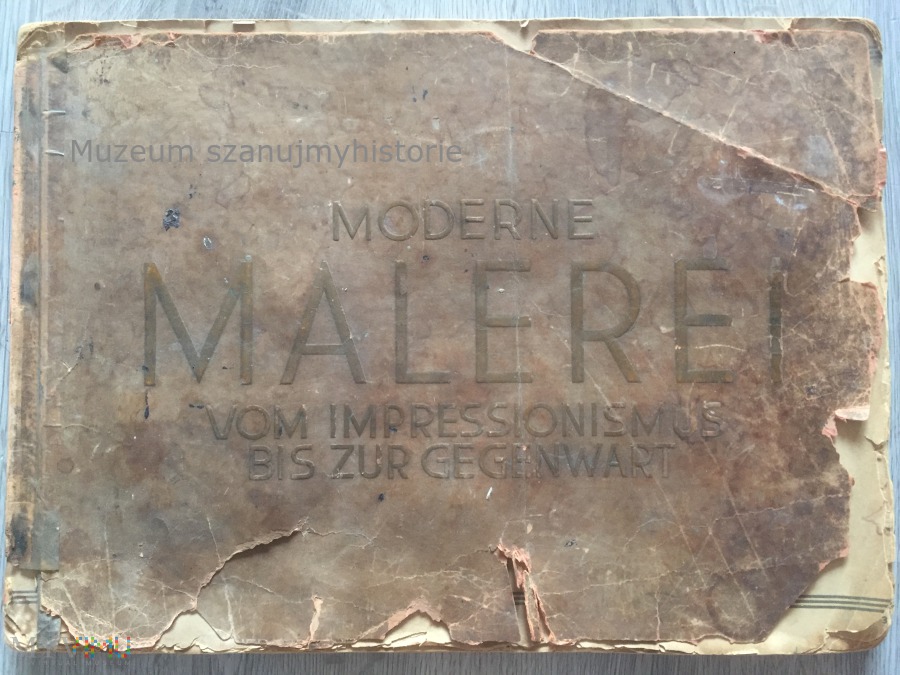 Muzeum szanujmyhistorie
MODERNE
MALEREI
VOM IMPRESSIONISMUS
BIS ZUR GEGENWART